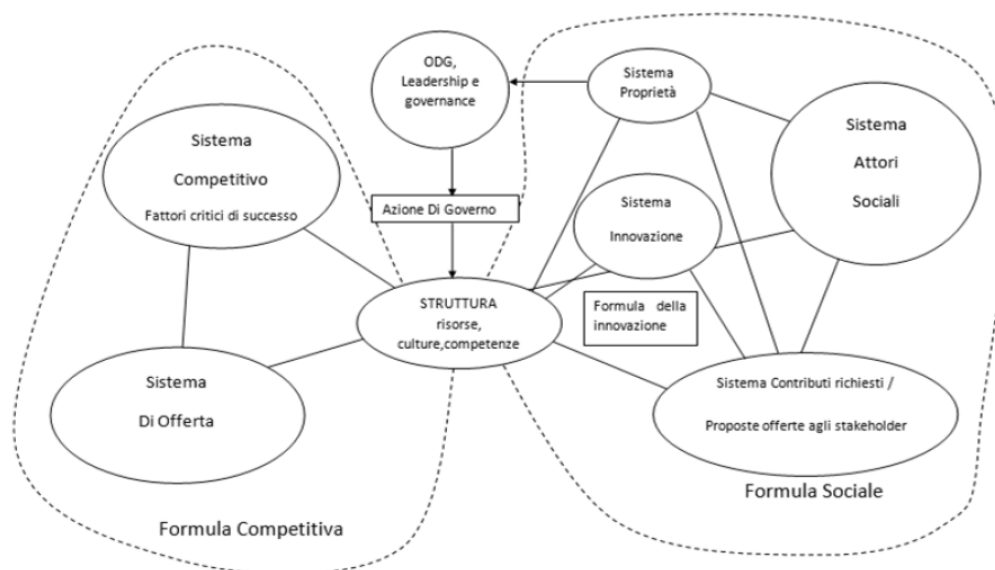 ODG,
Leadership e
governance
Sistema
Proprietà
Sistema
Competitivo
Fattori critici di successo
Sistema
Attori
Sociali
Azione Di Governo
Sistema
Innovazione
STRUTTURA
risorse,
culture,competenze
Formula della
innovazione
Sistema
Di Offerta
Sistema Contributi richiesti /
Proposte offerte agli stakeholder
Formula Sociale
Formula Competitiva